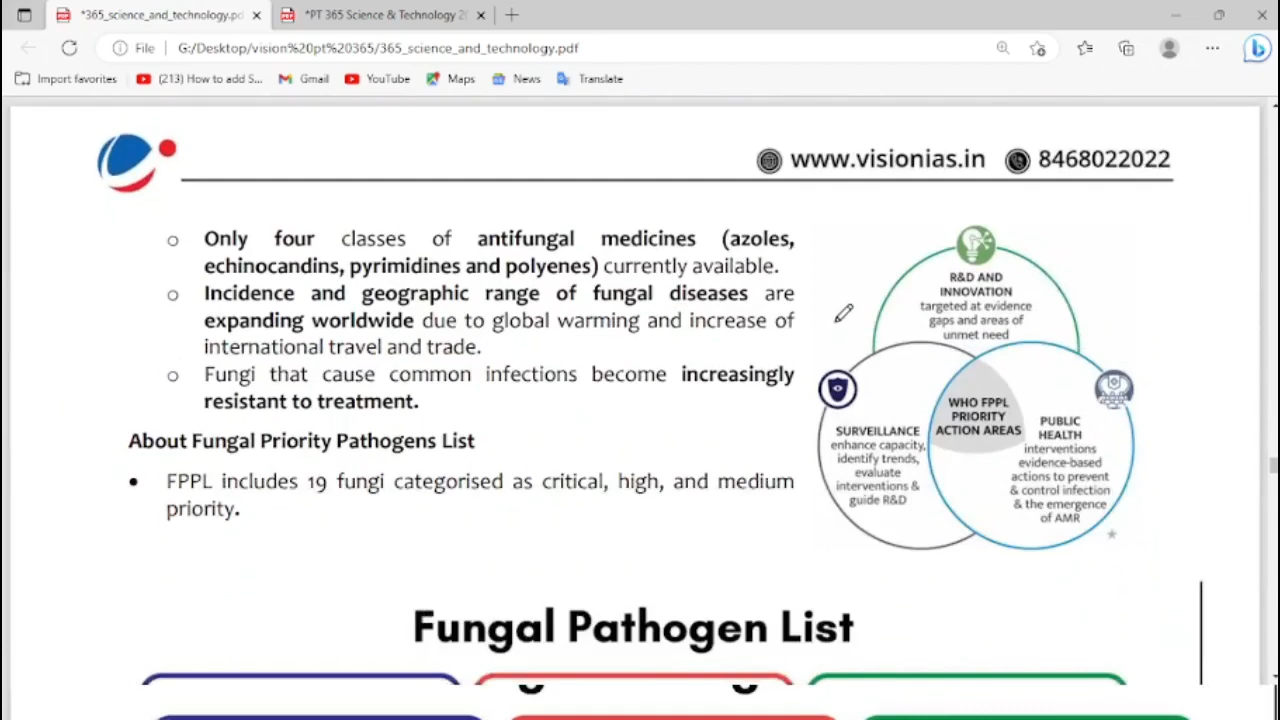 *365_science_and_technology.pd
*PT 365 Science & Technology 20
File
G:/Desktop/vision%20pt%20365/365_science_and_technology.pdf
Import favorites
(213) How to add S...
Gmail
YouTube
Maps
News
Translate
www.visionias.in
8468022022
o Only four classes of antifungal medicines (azoles,
echinocandins, pyrimidines and polyenes) currently available.
o Incidence and geographic range of fungal diseases are
expanding worldwide due to global warming and increase of
international travel and trade.
o Fungi that cause common infections become increasingly
resistant to treatment.
About Fungal Priority Pathogens List
• FPPL includes 19 fungi categorised as critical, high, and medium
priority.
R&D AND
INNOVATION
targeted at evidence
gaps and areas of
unmet need
WHO FPPL
PRIORITY
ACTION AREAS
SURVEILLANCE
enhance capacity,
identify trends,
evaluate
interventions &
guide R&D
PUBLIC
HEALTH
interventions
evidence-based
actions to prevent
& control infection
& the emergence
of AMR
*
Fungal Pathogen List